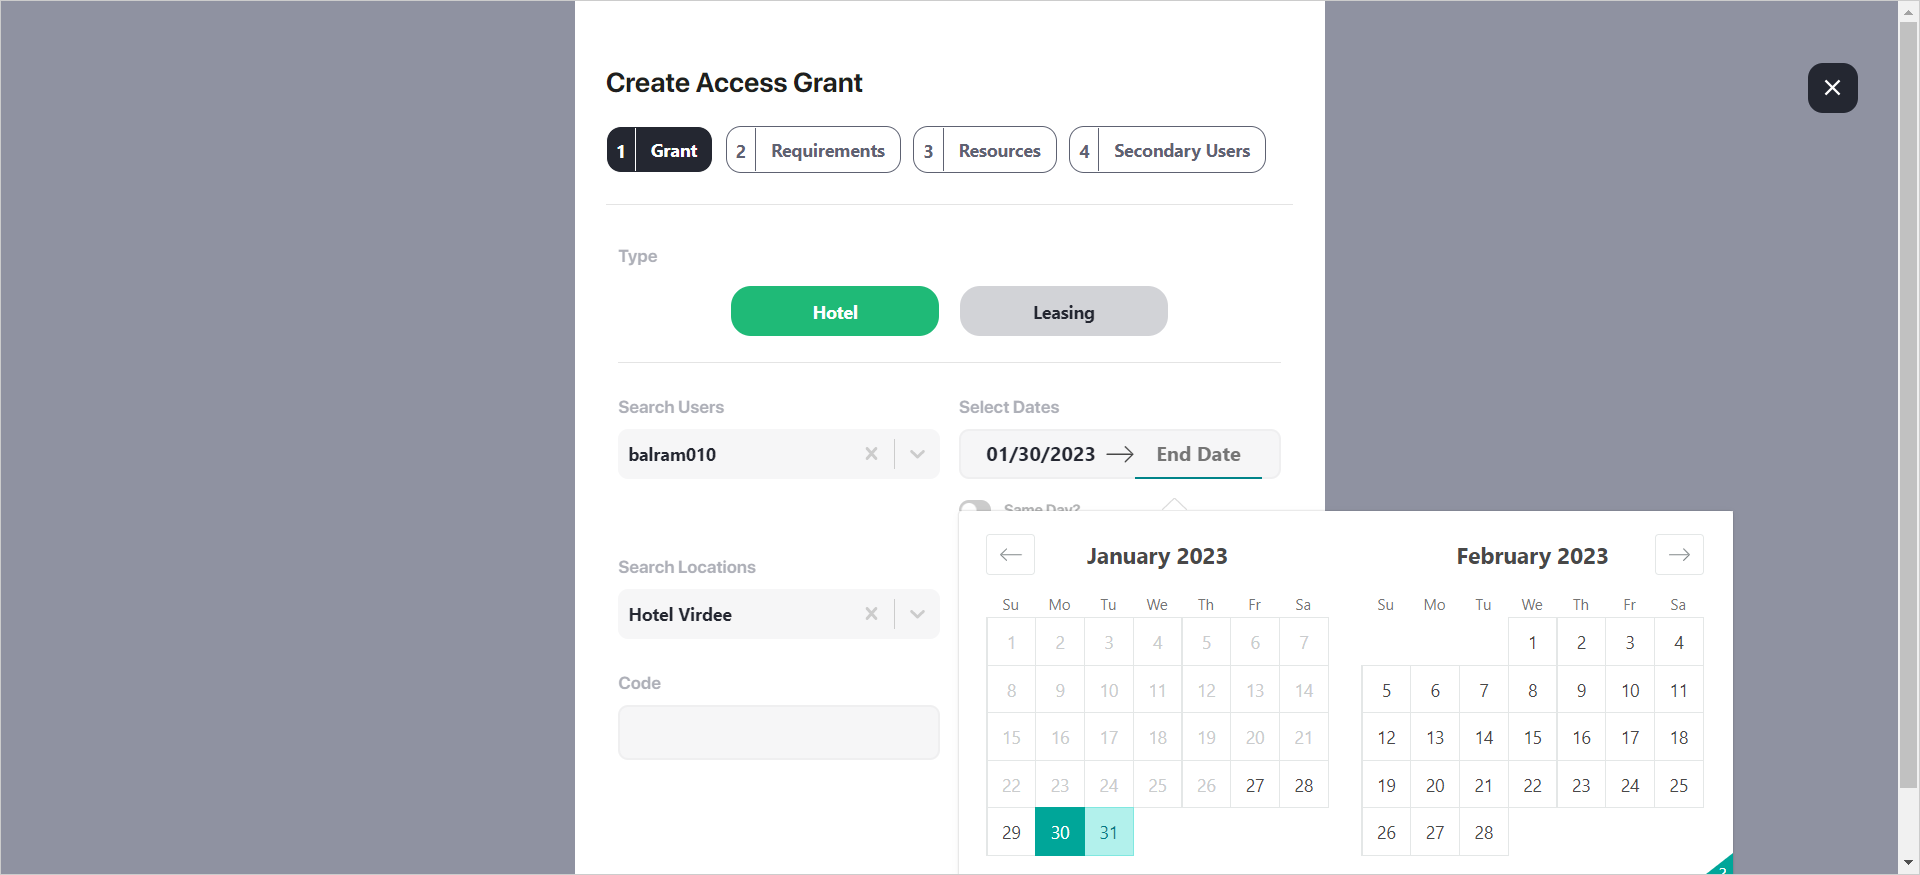 Create Access Grant
1 Grant 2 Requirements 3 Resources 4 Secondary Users
Type
Hotel Leasing
Search Users Select Dates
balram010 01/30/2023 End Date
Same Day?
Search Locations
Hotel Virdee
Code
January 2023
Su Mo Tu We Th Fr Sa
1 2 3 4 5 6 7
8 9 10 11 12 13 14
15 16 17 18 19 20 21
22 23 24 25 26 27 28
29 30 31
February 2023
Su Mo Tu We Th Fr Sa
1 2 3 4
5 6 7 8 9 10 11
12 13 14 15 16 17 18
19 20 21 22 23 24 25
26 27 28
?